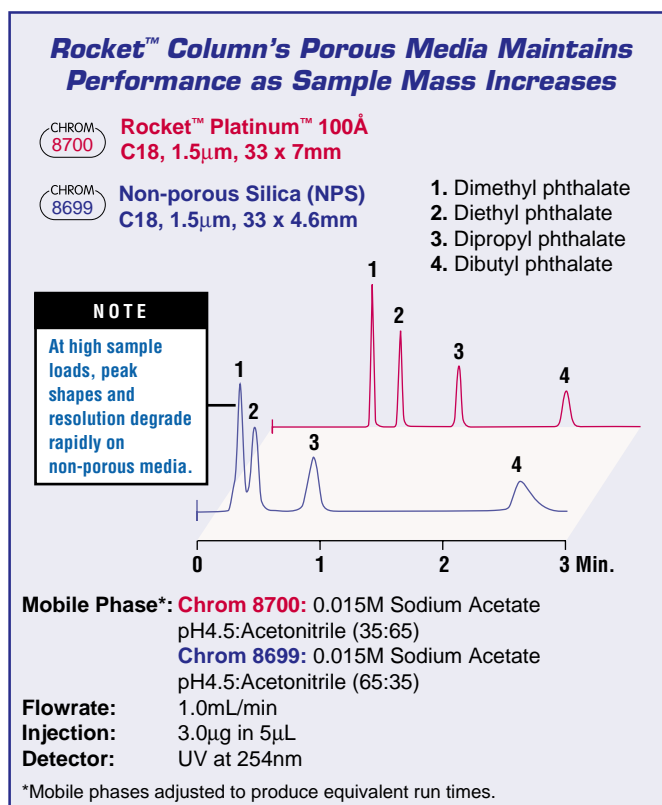 Rocket™ Column's Porous Media Maintains
Performance as Sample Mass Increases
CHROM
8700
Rocket™ Platinum™ 100Å
C18, 1.5μm, 33 x 7mm
CHROM
8699
Non-porous Silica (NPS)
C18, 1.5μm, 33 x 4.6mm
1. Dimethyl phthalate
2. Diethyl phthalate
3. Dipropyl phthalate
4. Dibutyl phthalate
1
2
3
4
NOTE
At high sample
loads, peak
shapes and
resolution degrade
rapidly on
non-porous media.
1
2
3
4
0 1 2 3 Min.
Mobile Phase*: Chrom 8700: 0.015M Sodium Acetate
pH4.5:Acetonitrile (35:65)
Chrom 8699: 0.015M Sodium Acetate
pH4.5:Acetonitrile (65:35)
Flowrate: 1.0mL/min
Injection: 3.0μg in 5μL
Detector: UV at 254nm
*Mobile phases adjusted to produce equivalent run times.